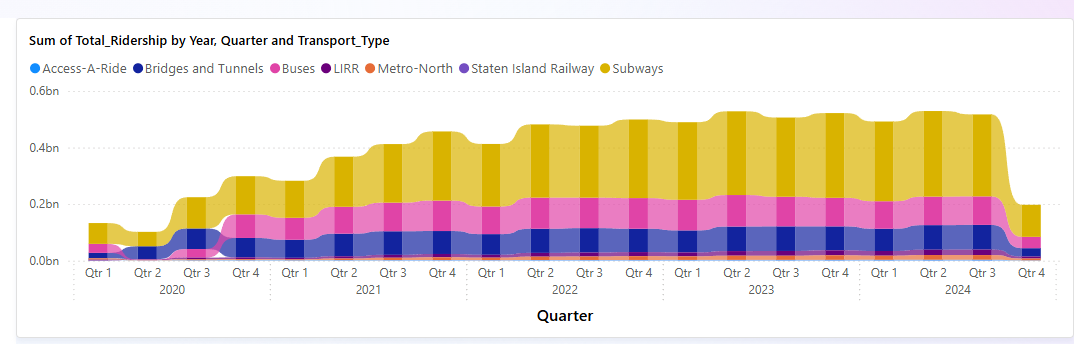 Sum of Total_Ridership by Year, Quarter and Transport_Type
Access-A-Ride Bridges and Tunnels Buses LIRR Metro-North Staten Island Railway Subways
0.6bn
0.4bn
0.2bn
0.0bn
Qtr 1 Qtr 2 Qtr 3 Qtr 4 Qtr 1 Qtr 2 Qtr 3 Qtr 4 Qtr 1 Qtr 2 Qtr 3 Qtr 4 Qtr 1 Qtr 2 Qtr 3 Qtr 4 Qtr 1 Qtr 2 Qtr 3 Qtr 4
2020 2021 2022 2023 2024
Quarter